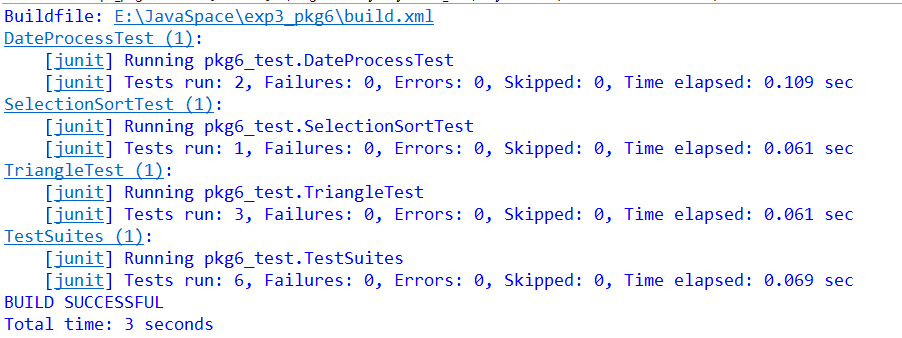 Buildfile: E:\JavaSpace\exp3_pkg6\build.xml
DateProcessTest (1):
[junit] Running pkg6_test.DateProcessTest
[junit] Tests run: 2, Failures: 0, Errors: 0, Skipped: 0, Time elapsed: 0.109 sec
SelectionSortTest (1):
[junit] Running pkg6_test.SelectionSortTest
[junit] Tests run: 1, Failures: 0, Errors: 0, Skipped: 0, Time elapsed: 0.061 sec
TriangleTest (1):
[junit] Running pkg6_test.TriangleTest
[junit] Tests run: 3, Failures: 0, Errors: 0, Skipped: 0, Time elapsed: 0.061 sec
TestSuites (1):
[junit] Running pkg6_test.TestSuites
[junit] Tests run: 6, Failures: 0, Errors: 0, Skipped: 0, Time elapsed: 0.069 sec
BUILD SUCCESSFUL
Total time: 3 seconds